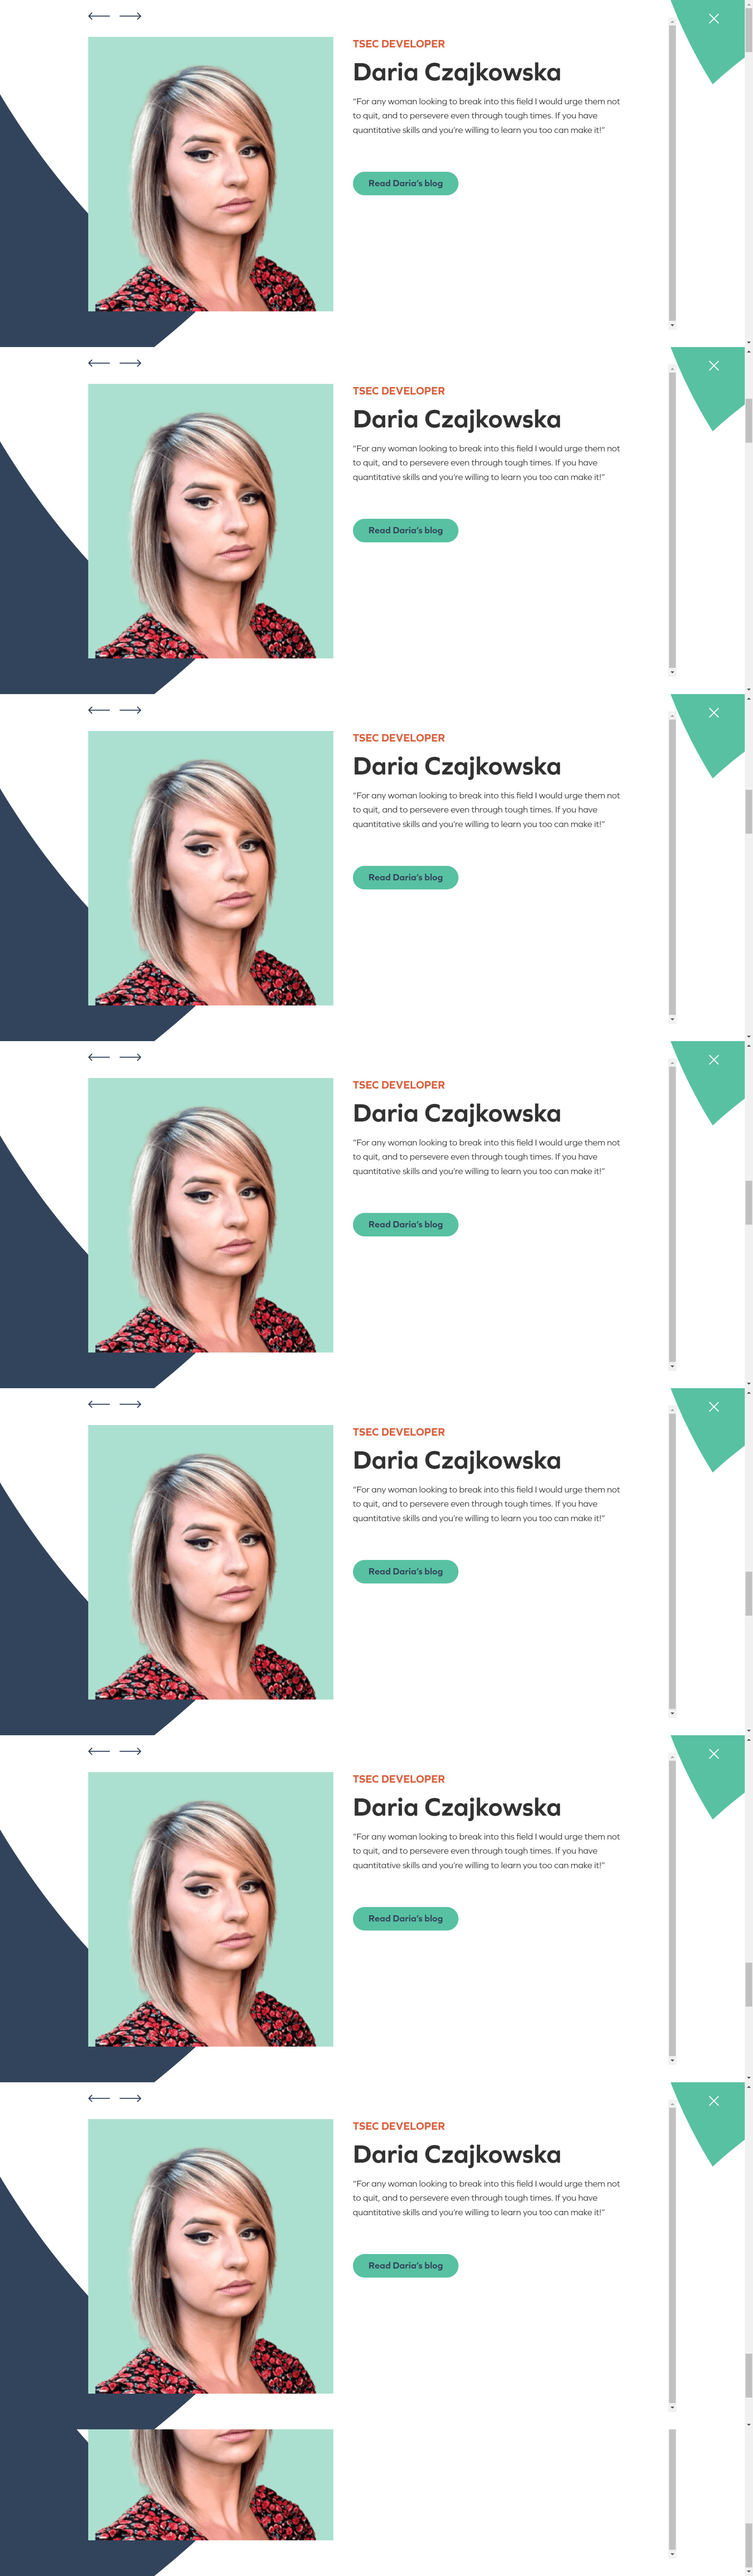 TSEC DEVELOPER
Daria Czajkowska
“For any woman looking to break into this field I would urge them not
to quit, and to persevere even through tough times. If you have
quantitative skills and you’re willing to learn you too can make it!”
Read Daria’s blog
TSEC DEVELOPER
Daria Czajkowska
“For any woman looking to break into this field I would urge them not
to quit, and to persevere even through tough times. If you have
quantitative skills and you’re willing to learn you too can make it!”
Read Daria’s blog
TSEC DEVELOPER
Daria Czajkowska
“For any woman looking to break into this field I would urge them not
to quit, and to persevere even through tough times. If you have
quantitative skills and you’re willing to learn you too can make it!”
Read Daria’s blog
TSEC DEVELOPER
Daria Czajkowska
“For any woman looking to break into this field I would urge them not
to quit, and to persevere even through tough times. If you have
quantitative skills and you’re willing to learn you too can make it!”
Read Daria’s blog
TSEC DEVELOPER
Daria Czajkowska
“For any woman looking to break into this field I would urge them not
to quit, and to persevere even through tough times. If you have
quantitative skills and you’re willing to learn you too can make it!”
Read Daria’s blog
TSEC DEVELOPER
Daria Czajkowska
“For any woman looking to break into this field I would urge them not
to quit, and to persevere even through tough times. If you have
quantitative skills and you’re willing to learn you too can make it!”
Read Daria’s blog
TSEC DEVELOPER
Daria Czajkowska
“For any woman looking to break into this field I would urge them not
to quit, and to persevere even through tough times. If you have
quantitative skills and you’re willing to learn you too can make it!”
Read Daria’s blog